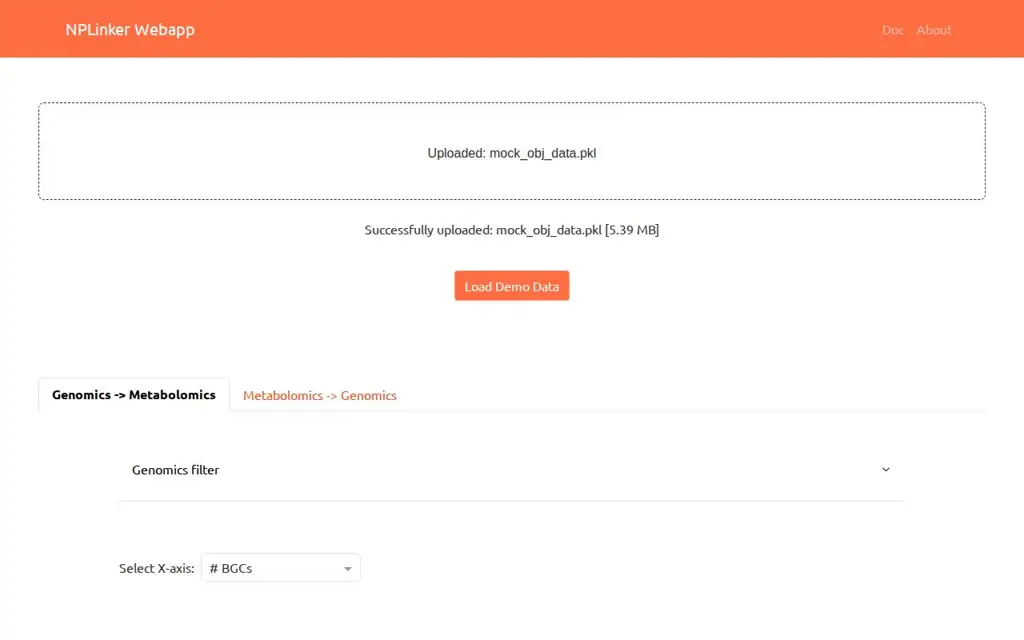 NPLinker Webapp
Doc About
Uploaded: mock_obj_data.pkl
Successfully uploaded: mock_obj_data.pkl [5.39 MB]
Load Demo Data
Genomics -> Metabolomics
Metabolomics -> Genomics
Genomics filter
Select X-axis: # BGCs